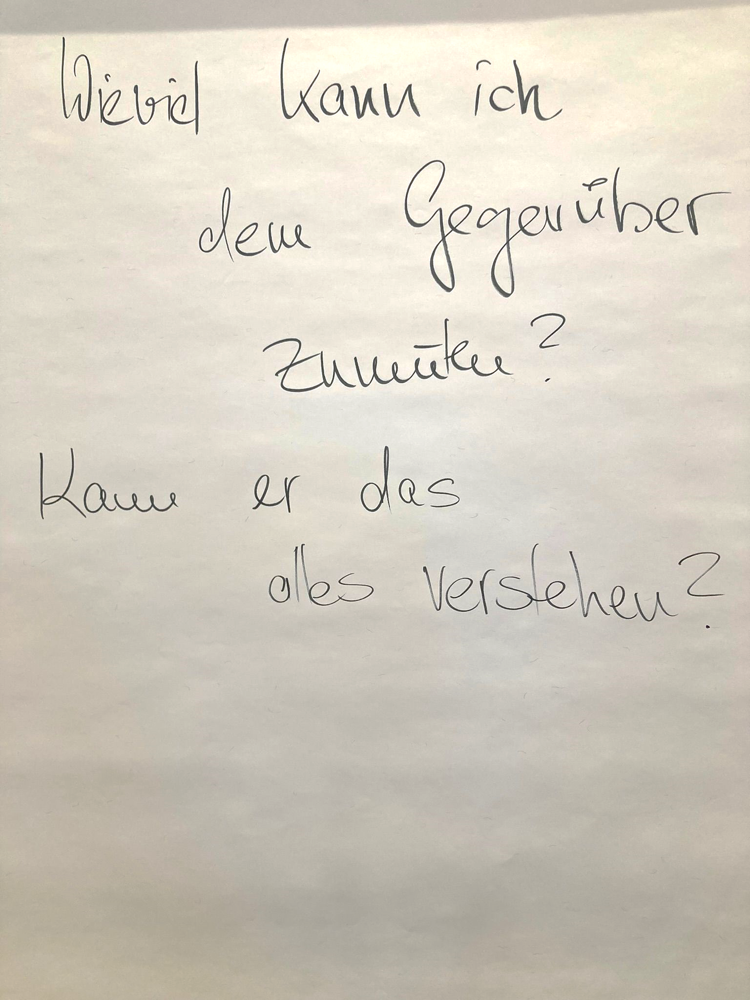 Wieviel kann ich
dem Gegenüber
zumuten?
Kann er das
alles verstehen?